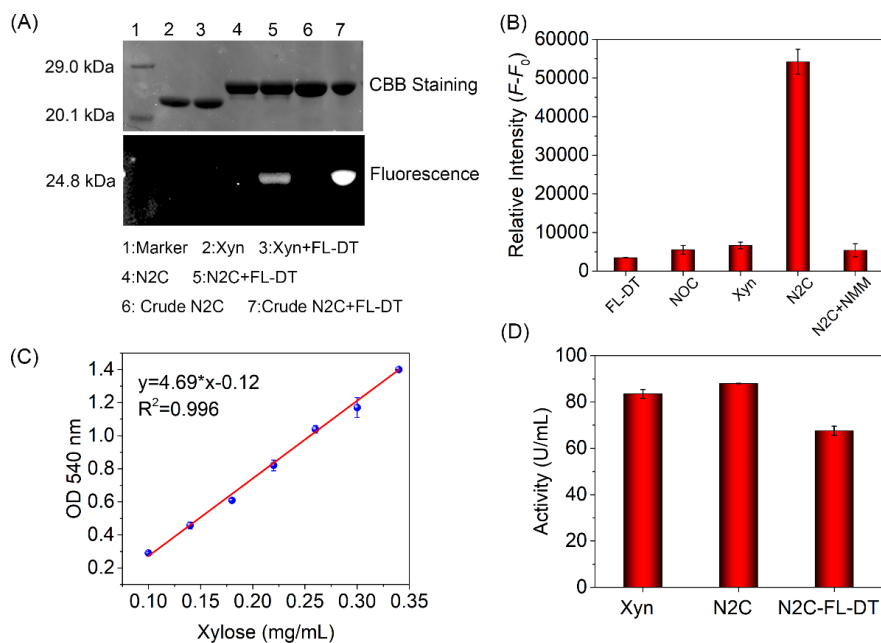 (A)
1 2 3 4 5 6 7
29.0 kDa
20.1 kDa
CBB Staining
24.8 kDa
Fluorescence
1:Marker 2:Xyn 3:Xyn+FL-DT
4:N2C 5:N2C+FL-DT
6: Crude N2C 7:Crude N2C+FL-DT
(B)
Relative Intensity (F-F₀)
60000
50000
40000
30000
20000
10000
0
FL-DT
NOC
Xyn
N2C
N2C+NMM
(C)
y=4.69*x-0.12
R²=0.996
OD 540 nm
1.4
1.2
1.0
0.8
0.6
0.4
0.2
0.10 0.15 0.20 0.25 0.30 0.35
Xylose (mg/mL)
(D)
Activity (U/mL)
100
80
60
40
20
0
Xyn N2C N2C-FL-DT